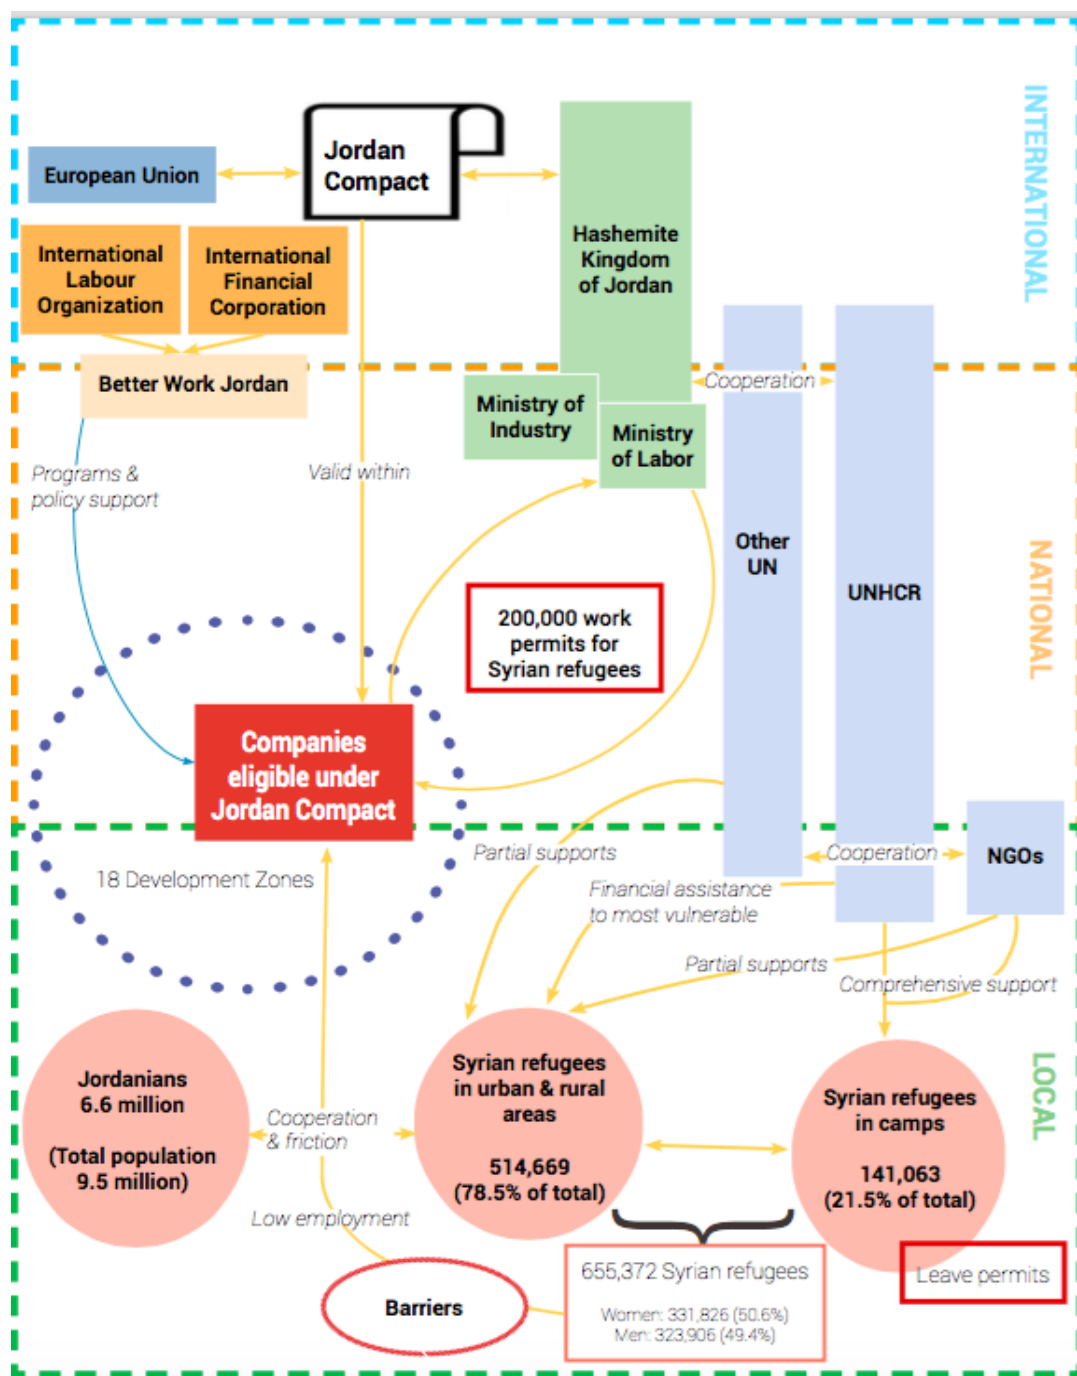 INTERNATIONAL
Jordan
Compact
European Union
Hashemite
Kingdom
of Jordan
International
Labour
Organization
International
Financial
Corporation
Better Work Jordan
Cooperation
Ministry of
Industry
Ministry
of Labor
Programs &
policy support
Valid within
NATIONAL
Other
UN
UNHCR
200,000 work
permits for
Syrian refugees
Companies
eligible under
Jordan Compact
18 Development Zones
Partial supports
Cooperation
NGOs
Financial assistance
to most vulnerable
Partial supports
Comprehensive support
LOCAL
Jordanians
6.6 million
(Total population
9.5 million)
Cooperation
& friction
Syrian refugees
in urban & rural
areas
514,669
(78.5% of total)
Syrian refugees
in camps
141,063
(21.5% of total)
Low employment
Leave permits
Barriers
655,372 Syrian refugees
Women: 331,826 (50.6%)
Men: 323,906 (49.4%)